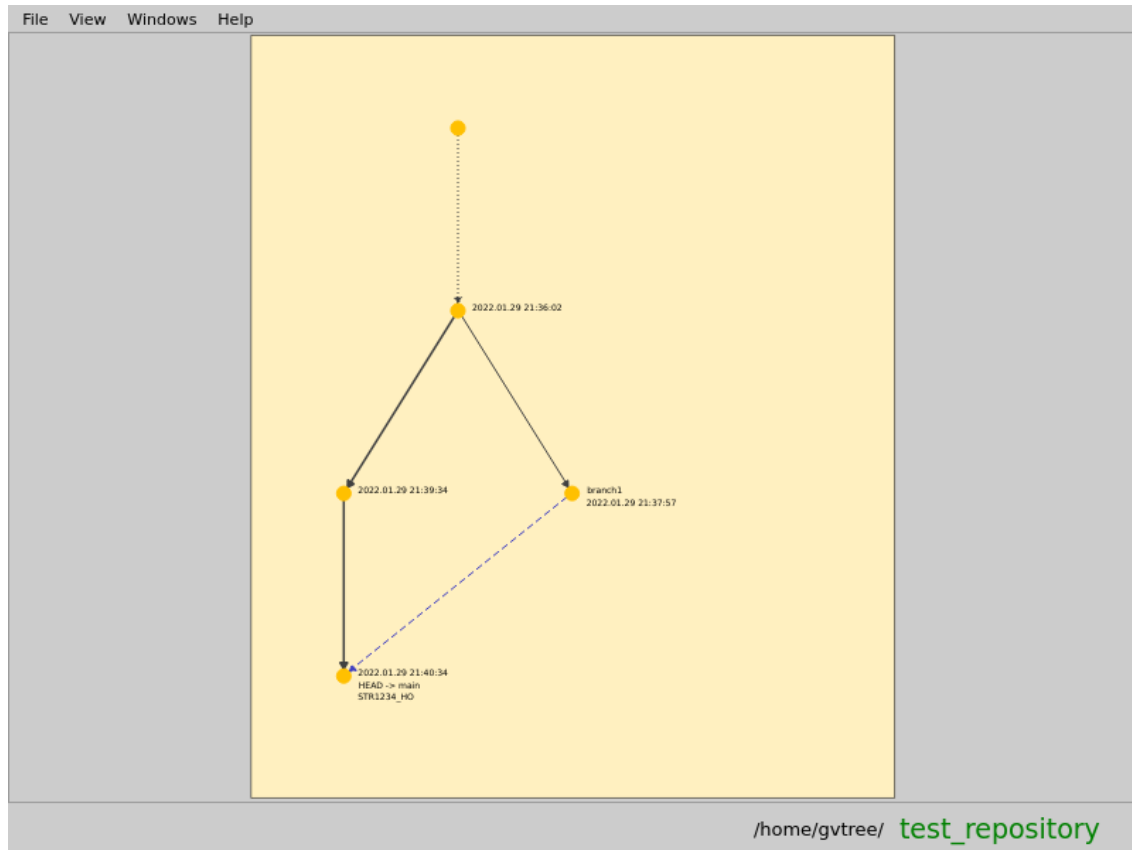 File View Windows Help
2022.01.29 21:36:02
2022.01.29 21:39:34
branch1
2022.01.29 21:37:57
2022.01.29 21:40:34
HEAD -> main
STR1234_HO
/home/gvtree/ test_repository